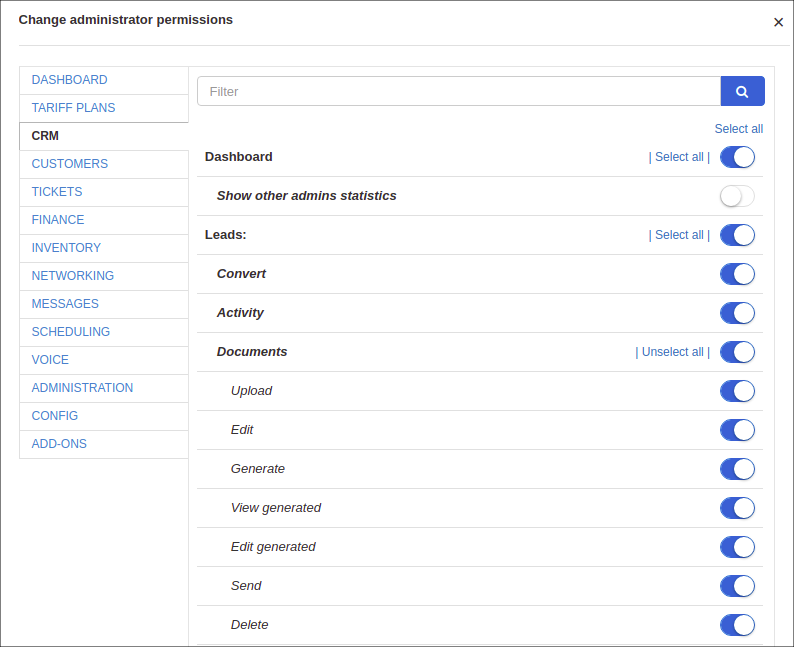 Change administrator permissions
×
DASHBOARD
TARIFF PLANS
CRM
CUSTOMERS
TICKETS
FINANCE
INVENTORY
NETWORKING
MESSAGES
SCHEDULING
VOICE
ADMINISTRATION
CONFIG
ADD-ONS
Filter
Select all
Dashboard | Select all |
Show other admins statistics
Leads: | Select all |
Convert
Activity
Documents | Unselect all |
Upload
Edit
Generate
View generated
Edit generated
Send
Delete